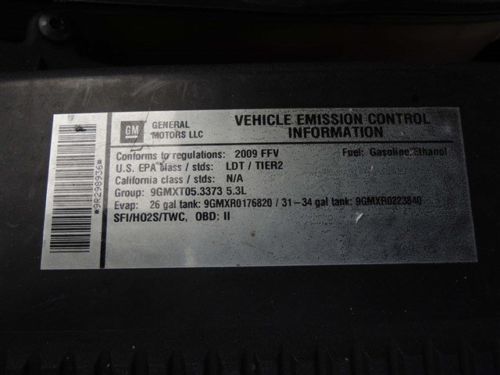 GM
GENERAL MOTORS LLC
VEHICLE EMISSION CONTROL INFORMATION
Conforms to regulations: 2009 FFV Fuel: Gasoline,Ethanol
U.S. EPA class / stds: LDT / TIER2
California class / stds: N/A
Group: 9GMXT05.3373 5.3L
Evap: 26 gal tank: 9GMXR0176820 / 31-34 gal tank: 9GMXR0223840
SFI/HO2S/TWC, OBD: II
*9R298936*